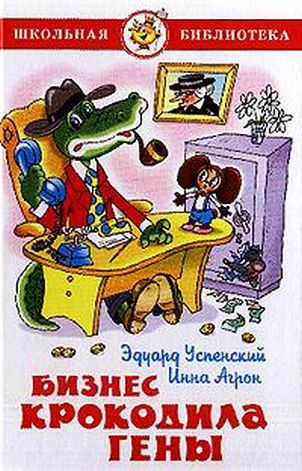 ШКОЛЬНАЯ БИБЛИОТЕКА
Эдуард Успенский
Инна Агрон
БИЗНЕС
КРОКОДИЛА
ГЕНЫ